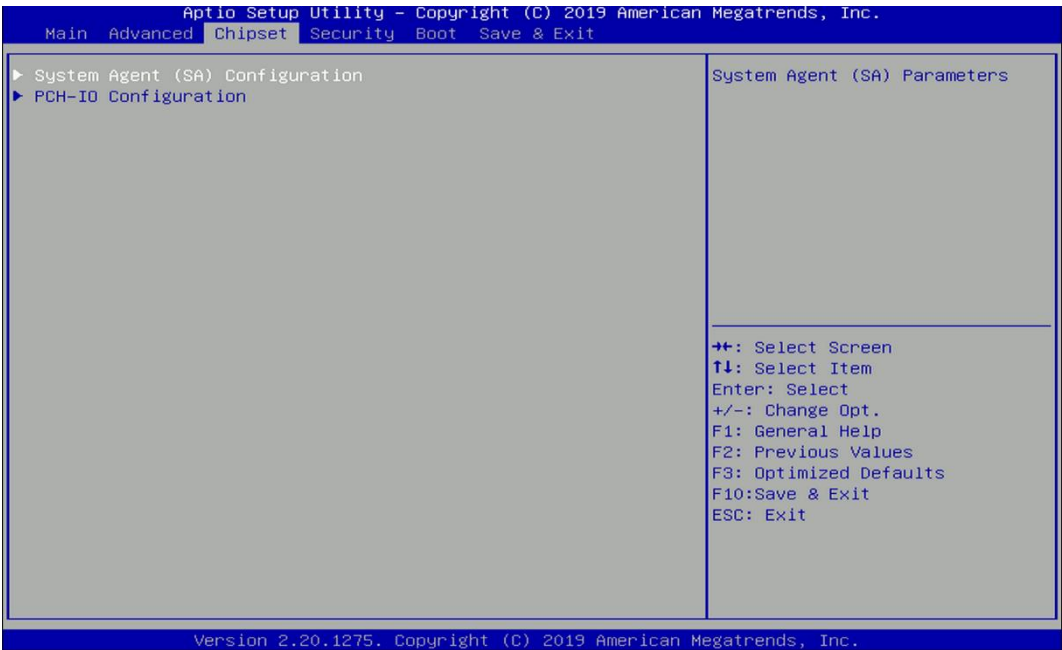 Aptio Setup Utility – Copyright (C) 2019 American Megatrends, Inc.
Main Advanced Chipset Security Boot Save & Exit
▶ System Agent (SA) Configuration
▶ PCH-IO Configuration
System Agent (SA) Parameters
→←: Select Screen
↑↓: Select Item
Enter: Select
+/-: Change Opt.
F1: General Help
F2: Previous Values
F3: Optimized Defaults
F10:Save & Exit
ESC: Exit
Version 2.20.1275. Copyright (C) 2019 American Megatrends, Inc.